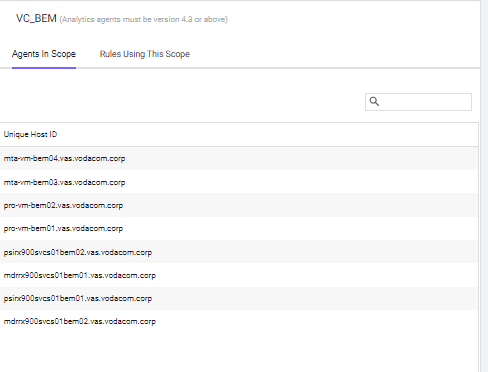 VC_BEM (Analytics agents must be version 4.3 or above)
Agents In Scope Rules Using This Scope
Unique Host ID
mta-vm-bem04.vas.vodacom.corp
mta-vm-bem03.vas.vodacom.corp
pro-vm-bem02.vas.vodacom.corp
pro-vm-bem01.vas.vodacom.corp
psirx900svcs01bem02.vas.vodacom.corp
mdrrx900svcs01bem01.vas.vodacom.corp
psirx900svcs01bem01.vas.vodacom.corp
mdrrx900svcs01bem02.vas.vodacom.corp